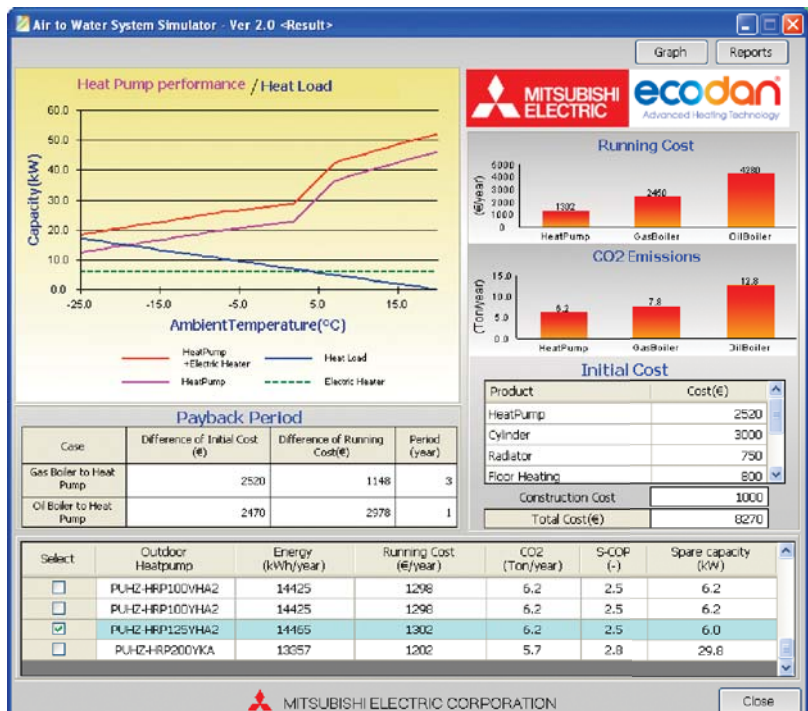 Air to Water System Simulator - Ver 2.0 <Result>
Graph Reports
Heat Pump performance / Heat Load
60.0
50.0
40.0
30.0
20.0
10.0
0.0
Capacity(kW)
-25.0 -15.0 -5.0 5.0 15.0
AmbientTemperature(°C)
HeatPump
+Electric Heater
Heat Load
HeatPump
Electric Heater
MITSUBISHI
ELECTRIC
ecodan®
Advanced Heating Technology
Running Cost
(€/year)
6000
5000
4000
3000
2000
1000
0
1302 2450 4280
HeatPump GasBoiler OilBoiler
CO2 Emissions
(Ton/year)
15.0
10.0
5.0
0.0
6.2 7.8 12.8
HeatPump GasBoiler OilBoiler
Payback Period
Case Difference of Initial Cost (€) Difference of Running Cost(€) Period (year)
Gas Boiler to Heat Pump 2520 1148 3
Oil Boiler to Heat Pump 2470 2978 1
Initial Cost
Product Cost(€)
HeatPump 2520
Cylinder 3000
Radiator 750
Floor Heating 800
Construction Cost 1000
Total Cost(€) 8270
Select Outdoor Heatpump Energy (kWh/year) Running Cost (€/year) CO2 (Ton/year) S-COP (-) Spare capacity (kW)
PUHZ-HRP100VHA2 14425 1298 6.2 2.5 6.2
PUHZ-HRP100YHA2 14425 1298 6.2 2.5 6.2
PUHZ-HRP125YHA2 14465 1302 6.2 2.5 6.0
PUHZ-HRP200YKA 13357 1202 5.7 2.8 29.8
MITSUBISHI ELECTRIC CORPORATION
Close